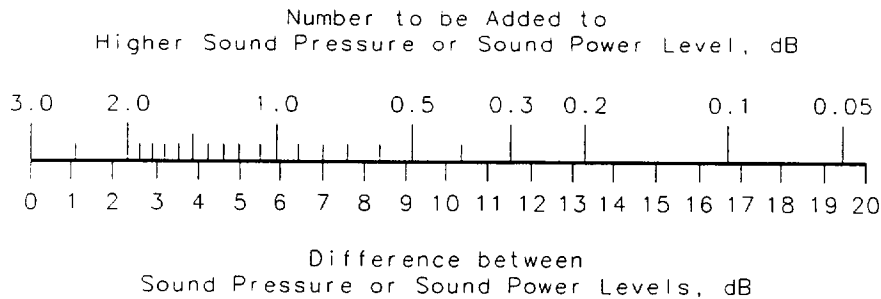 Number to be Added to
Higher Sound Pressure or Sound Power Level, dB
3.0 2.0 1.0 0.5 0.3 0.2 0.1 0.05
0 1 2 3 4 5 6 7 8 9 10 11 12 13 14 15 16 17 18 19 20
Difference between
Sound Pressure or Sound Power Levels, dB